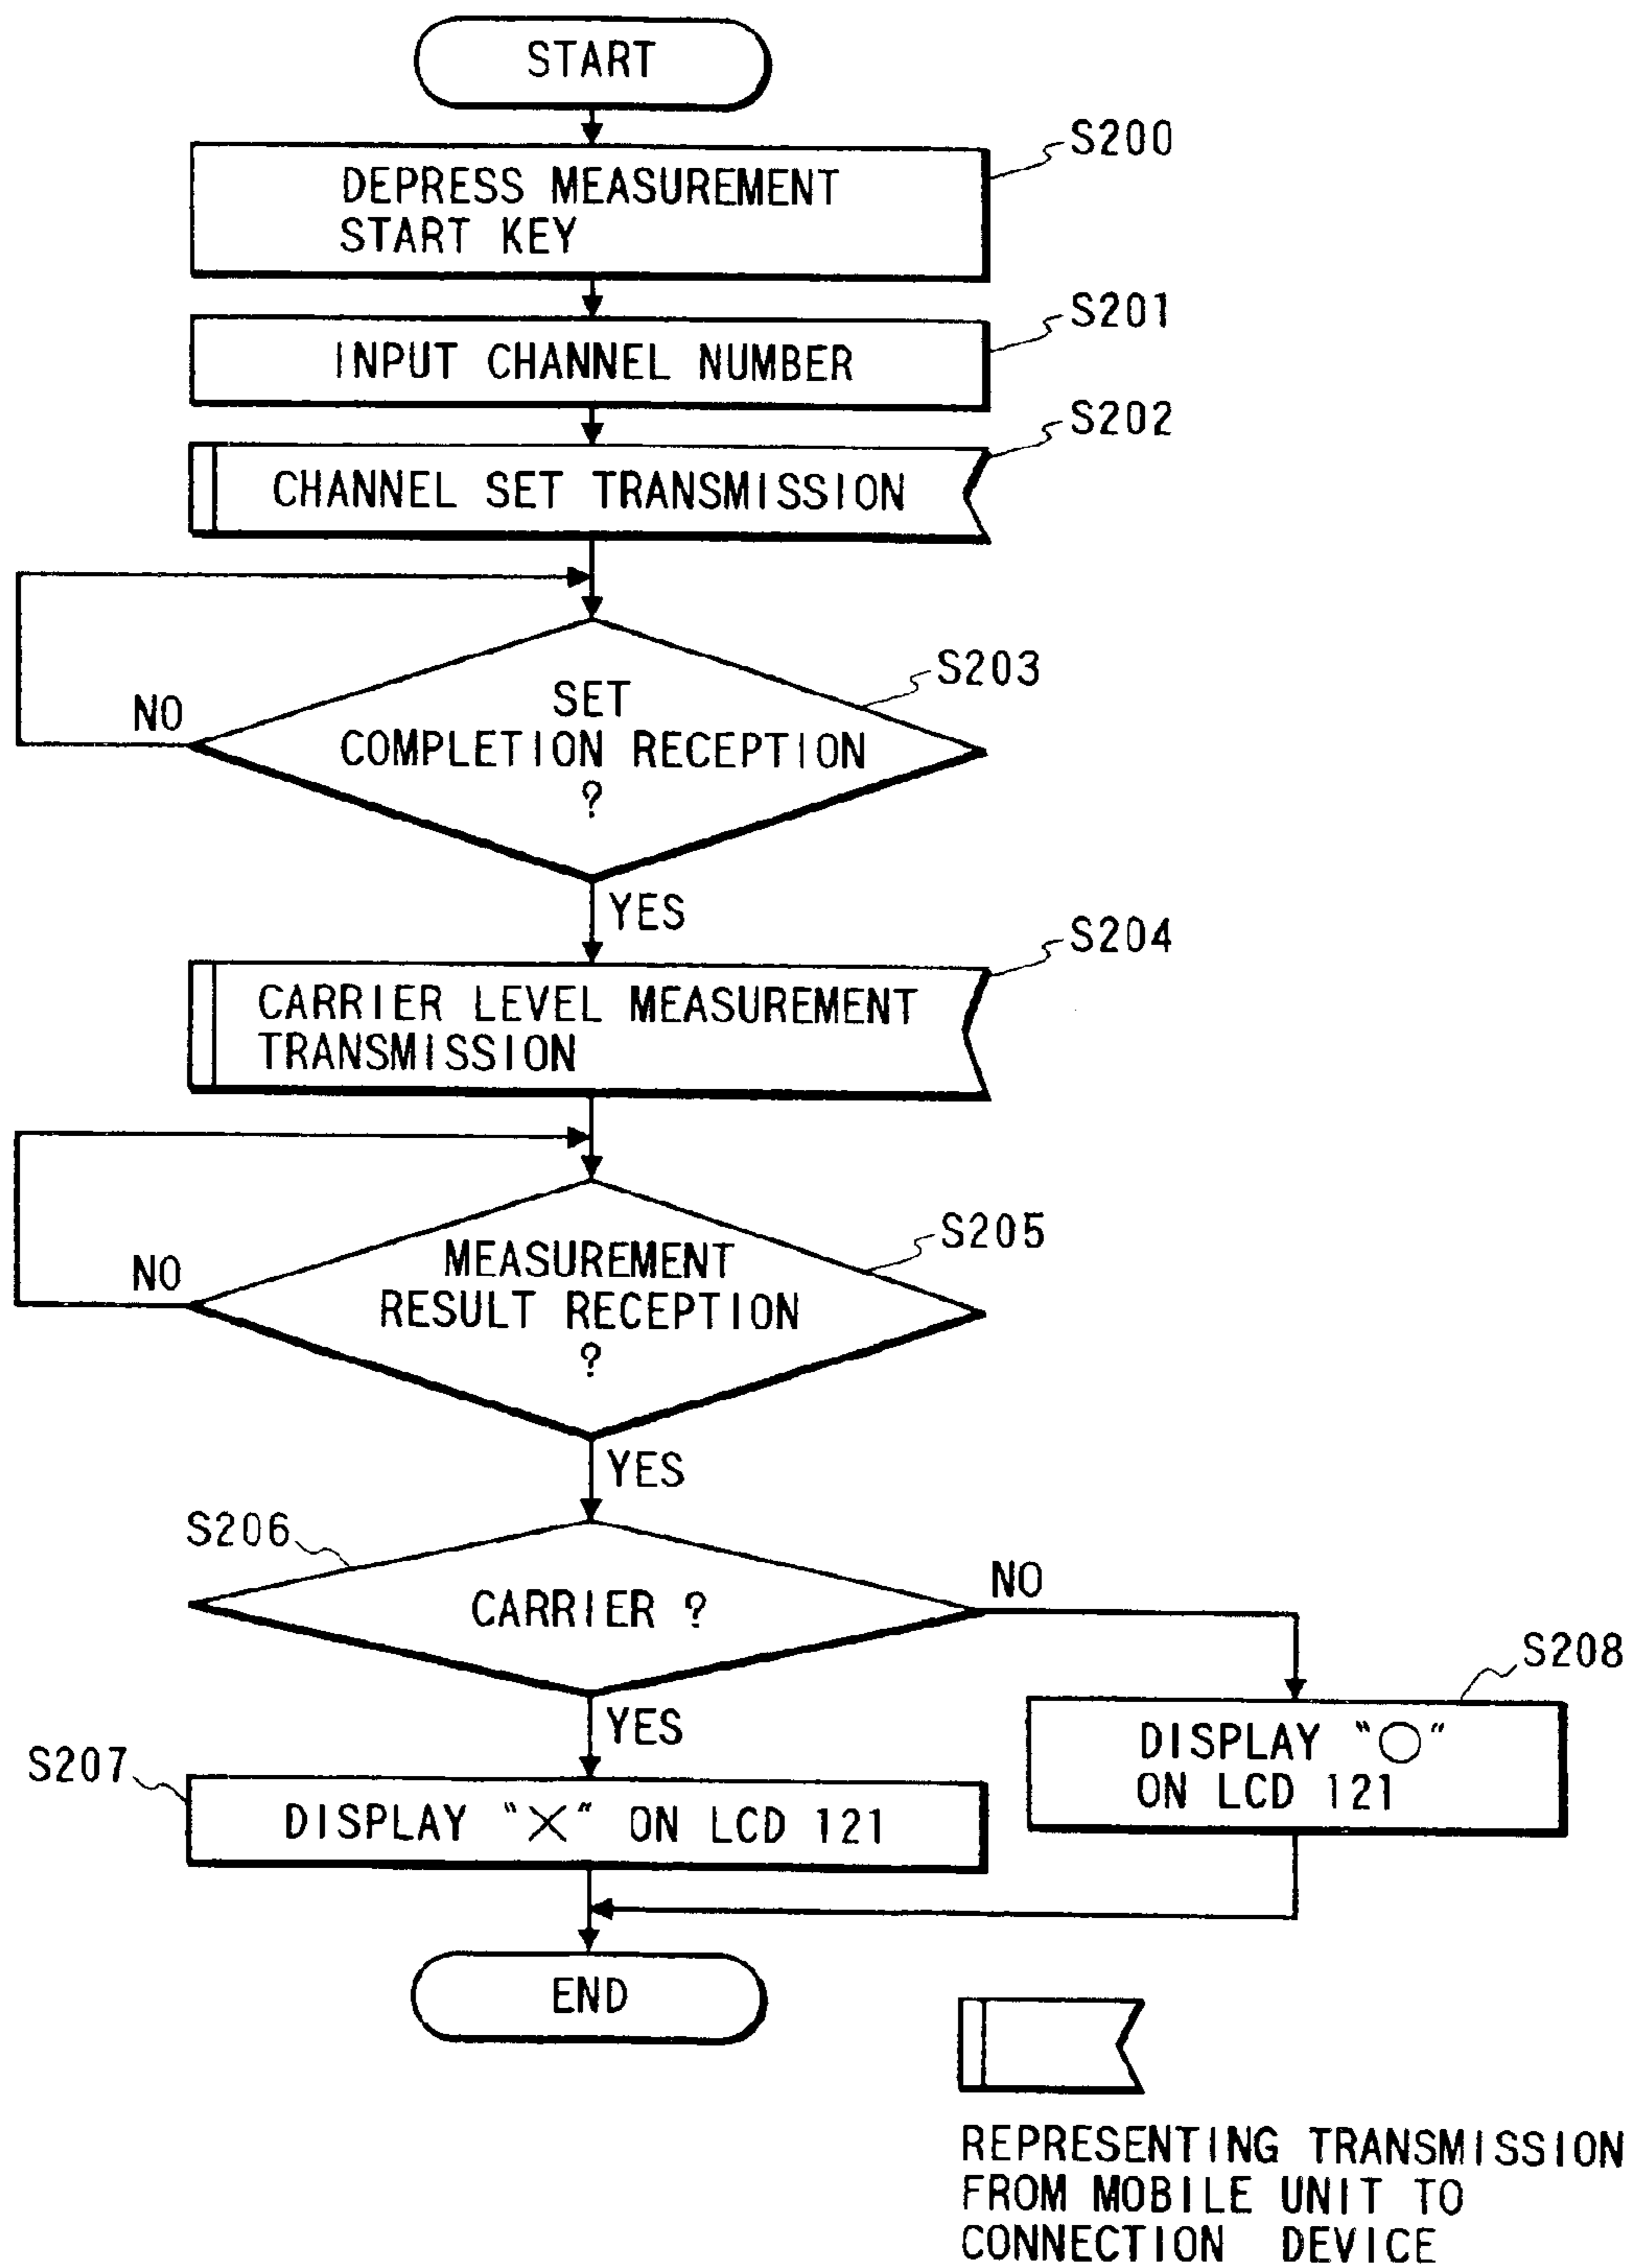 START
S200
DEPRESS MEASUREMENT
START KEY
S201
INPUT CHANNEL NUMBER
S202
CHANNEL SET TRANSMISSION
S203
NO
SET
COMPLETION RECEPTION
?
YES
S204
CARRIER LEVEL MEASUREMENT
TRANSMISSION
S205
NO
MEASUREMENT
RESULT RECEPTION
?
YES
S206
CARRIER ?
NO
YES
S208
DISPLAY "○"
ON LCD 121
S207
DISPLAY "X" ON LCD 121
END
REPRESENTING TRANSMISSION
FROM MOBILE UNIT TO
CONNECTION DEVICE